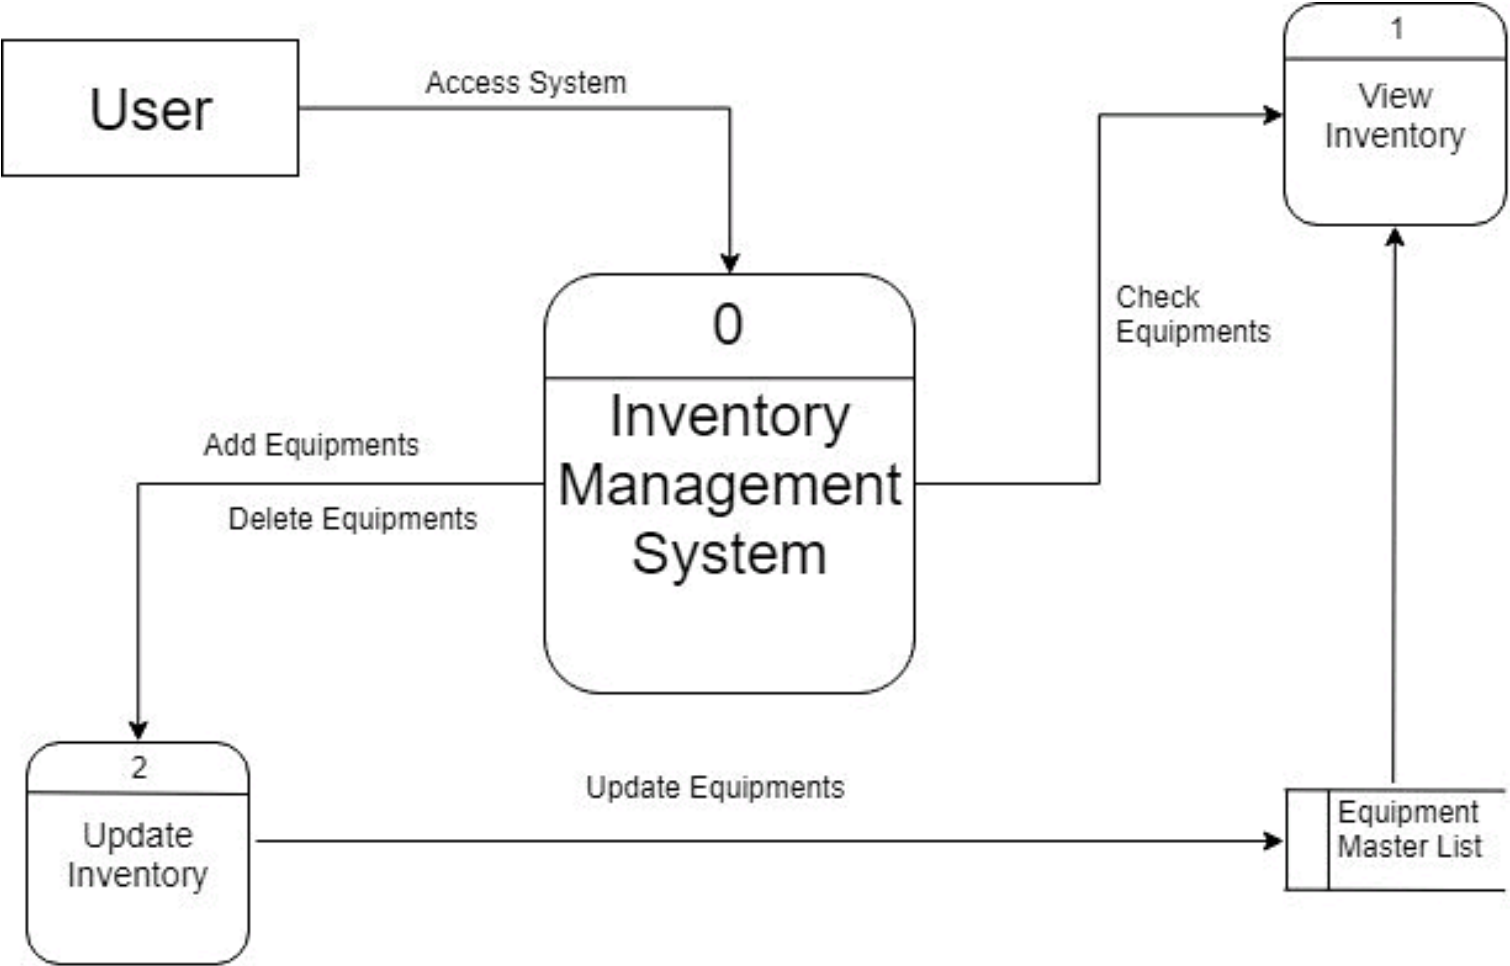 1
View
Inventory
User
Access System
Check
Equipments
0
Inventory
Management
System
Add Equipments
Delete Equipments
2
Update
Inventory
Update Equipments
Equipment
Master List